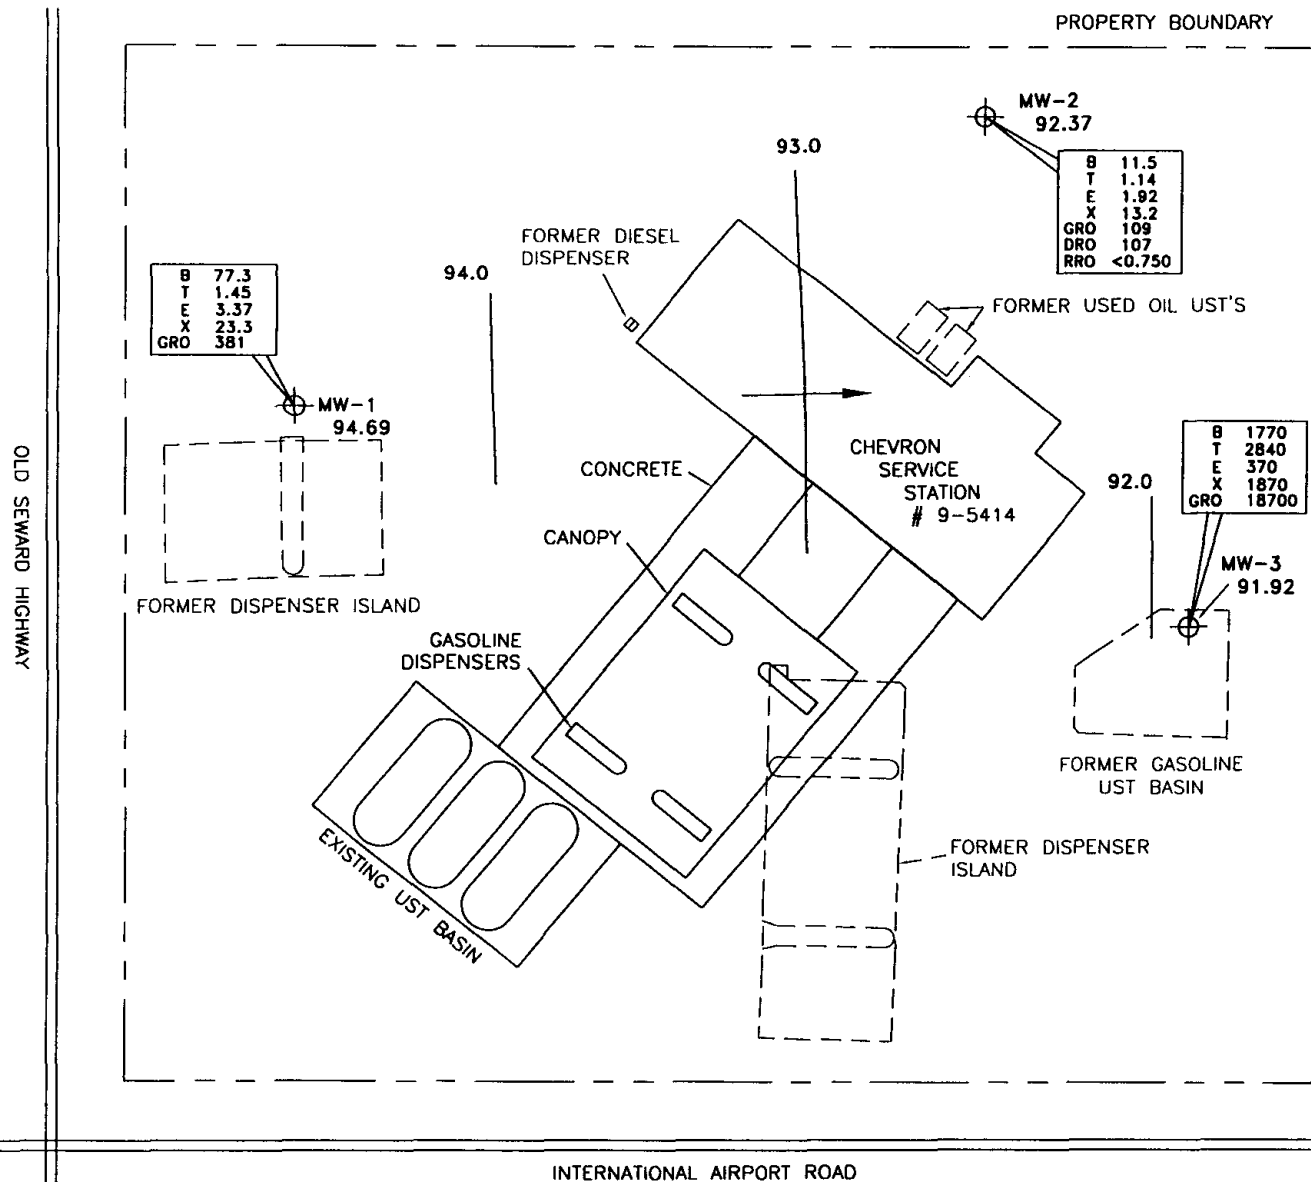 PROPERTY BOUNDARY
MW-2
92.37
B 11.5
T 1.14
E 1.92
X 13.2
GRO 109
DRO 107
RRO <0.750
93.0
FORMER DIESEL
DISPENSER
94.0
B 77.3
T 1.45
E 3.37
X 23.3
GRO 381
FORMER USED OIL UST'S
MW-1
94.69
CHEVRON
SERVICE
STATION
# 9-5414
B 1770
T 2840
E 370
X 1870
GRO 18700
92.0
CONCRETE
CANOPY
MW-3
91.92
OLD SEWARD HIGHWAY
FORMER DISPENSER ISLAND
GASOLINE
DISPENSERS
FORMER GASOLINE
UST BASIN
EXISTING UST BASIN
FORMER DISPENSER
ISLAND
INTERNATIONAL AIRPORT ROAD